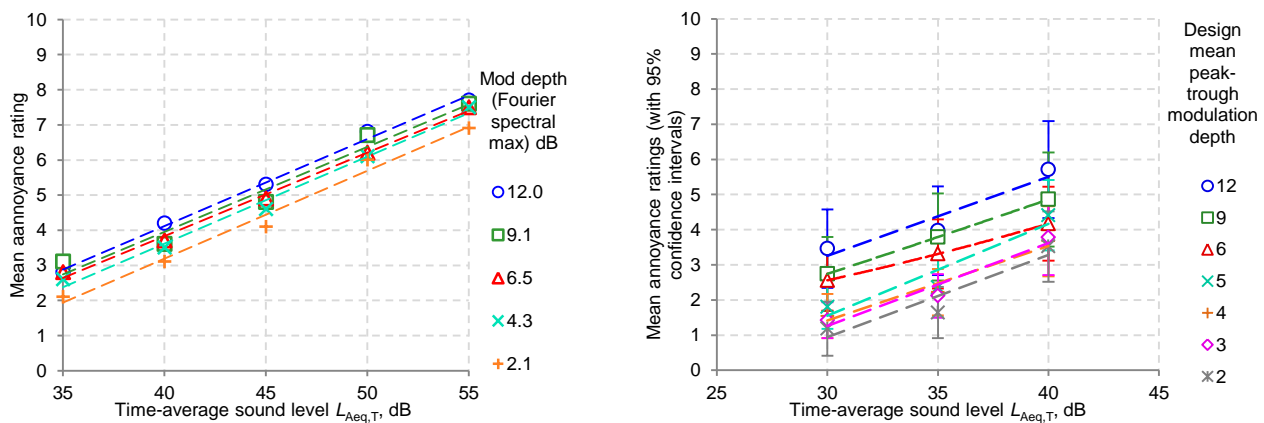 10
9
8
7
6
5
4
3
2
1
0
Mean annoyance rating
35
40
45
50
55
Time-average sound level LAeq,T, dB
Mod depth
(Fourier
spectral
max) dB
12.0
9.1
6.5
4.3
2.1
10
9
8
7
6
5
4
3
2
1
0
Mean annoyance ratings (with 95%
confidence intervals)
25
30
35
40
45
Time-average sound level LAeq,T, dB
Design
mean
peak-
trough
modulation
depth
12
9
6
5
4
3
2